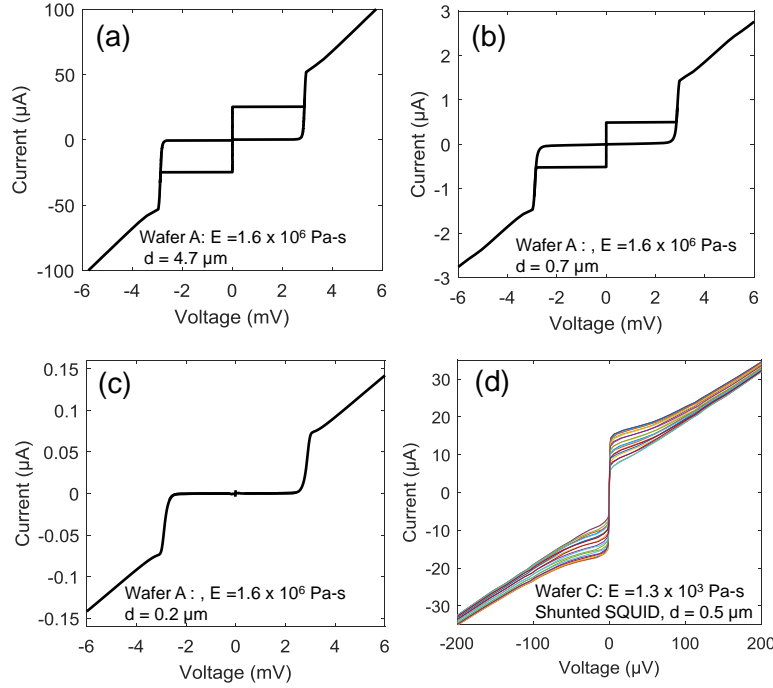 (a)
Current (µA)
100
50
0
-50
-100
Wafer A: E =1.6 x 10⁶ Pa-s
d = 4.7 µm
-6 -4 -2 0 2 4 6
Voltage (mV)
(b)
Current (µA)
3
2
1
0
-1
-2
-3
Wafer A : , E =1.6 x 10⁶ Pa-s
d = 0.7 µm
-6 -4 -2 0 2 4 6
Voltage (mV)
(c)
Current (µA)
0.15
0.1
0.05
0
-0.05
-0.1
-0.15
Wafer A : , E =1.6 x 10⁶ Pa-s
d = 0.2 µm
-6 -4 -2 0 2 4 6
Voltage (mV)
(d)
Current (µA)
30
20
10
0
-10
-20
-30
Wafer C: E =1.3 x 10³ Pa-s
Shunted SQUID, d = 0.5 µm
-200 -100 0 100 200
Voltage (µV)